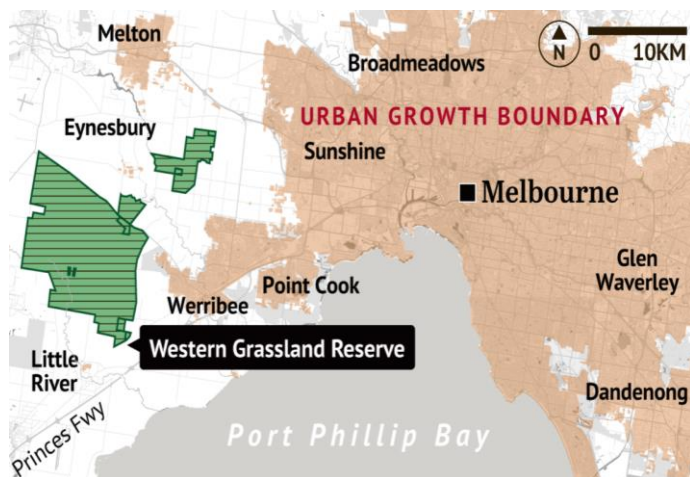 Melton
Broadmeadows
N
0 10KM
URBAN GROWTH BOUNDARY
Eynesbury
Sunshine
Melbourne
Glen
Waverley
Point Cook
Werribee
Western Grassland Reserve
Little
River
Dandenong
Princes Fwy
Port Phillip Bay